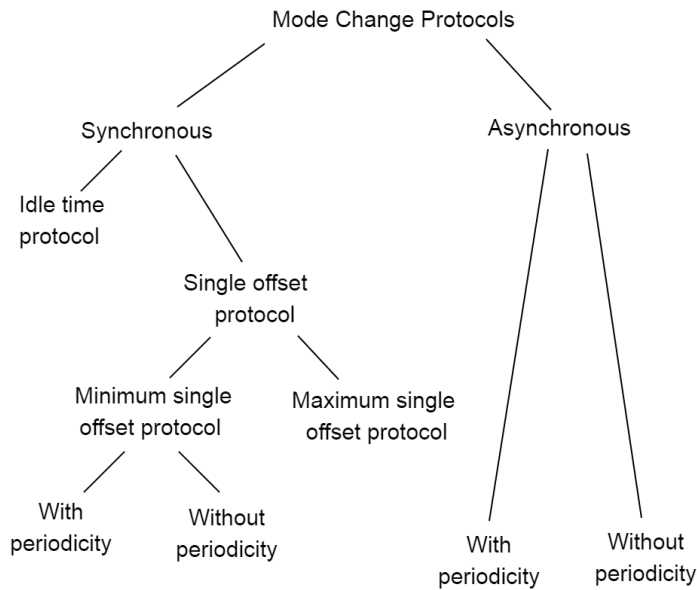 Mode Change Protocols
Synchronous
Asynchronous
Idle time
protocol
Single offset
protocol
Minimum single
offset protocol
Maximum single
offset protocol
With
periodicity
Without
periodicity
With
periodicity
Without
periodicity